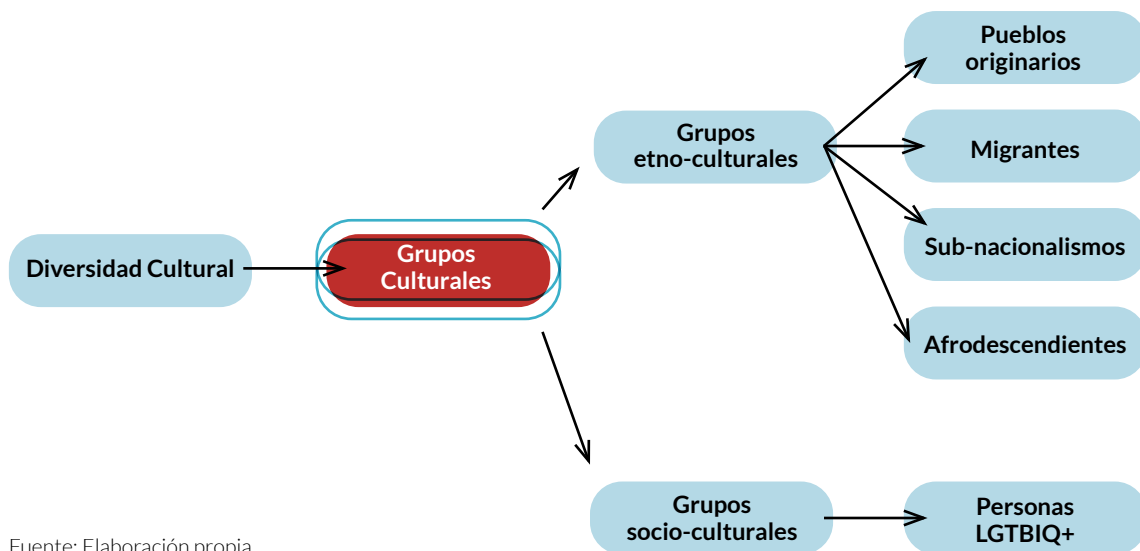 Diversidad Cultural
Grupos
Culturales
Grupos
etno-culturales
Pueblos
originarios
Migrantes
Sub-nacionalismos
Afrodescendientes
Grupos
socio-culturales
Personas
LGTBIQ+
Fuente: Elaboración propia